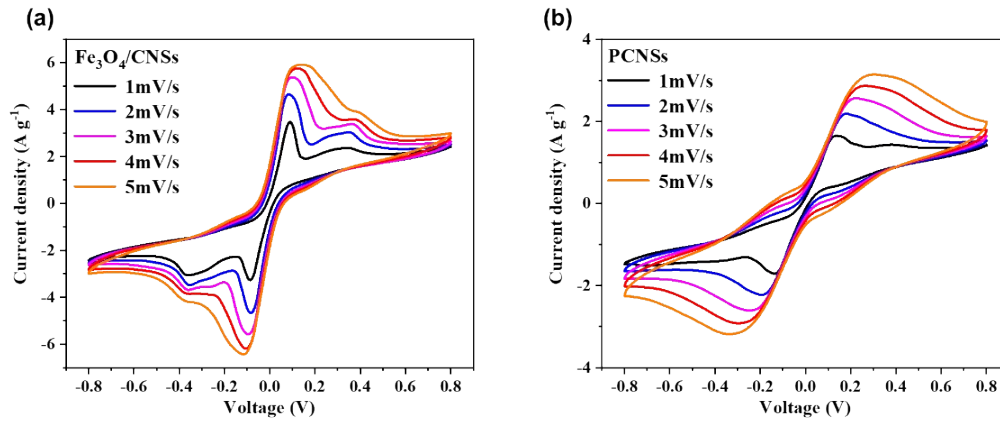 (a)
Fe₃O₄/CNSs
1mV/s
2mV/s
3mV/s
4mV/s
5mV/s
Current density (A g⁻¹)
6
4
2
0
-2
-4
-6
-0.8 -0.6 -0.4 -0.2 0.0 0.2 0.4 0.6 0.8
Voltage (V)
(b)
PCNSs
1mV/s
2mV/s
3mV/s
4mV/s
5mV/s
Current density (A g⁻¹)
4
2
0
-2
-4
-0.8 -0.6 -0.4 -0.2 0.0 0.2 0.4 0.6 0.8
Voltage (V)